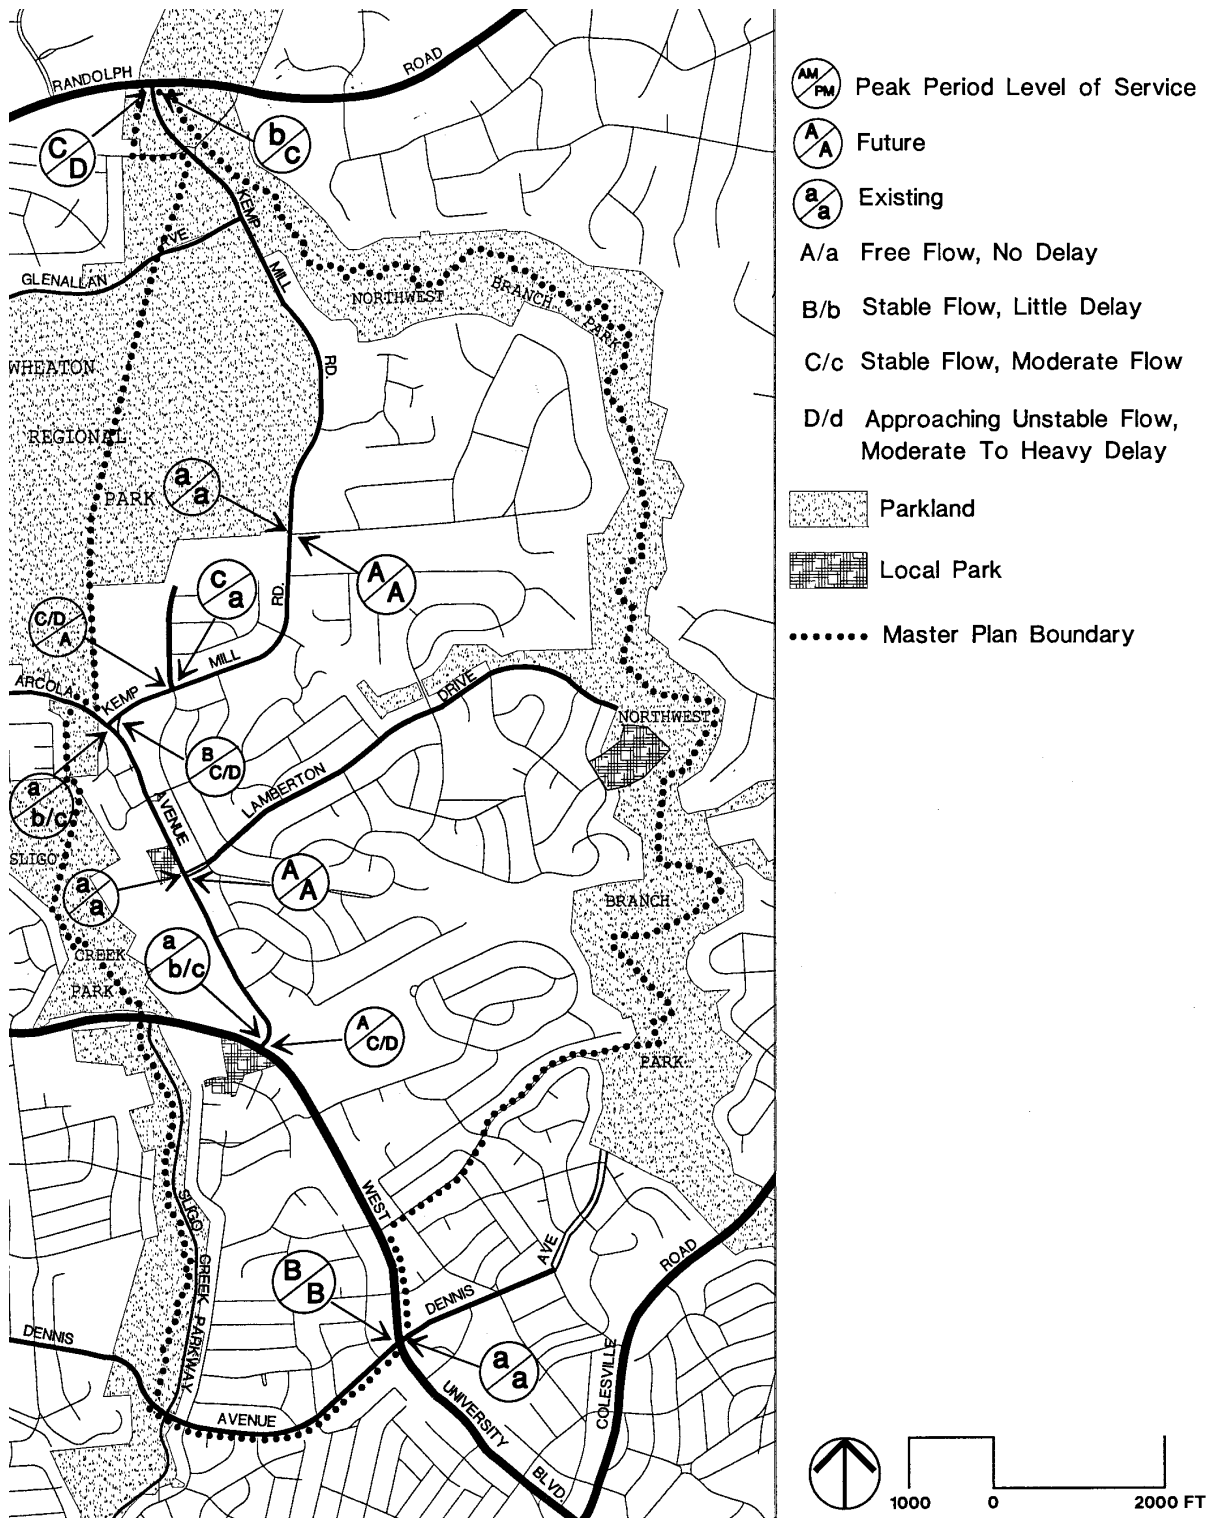 RANDOLPH
ROAD
C
D
b
c
KEMP
AVE
GLENALLAN
MILL
NORTHWEST
BRANCH
PARK
WHEATON
RD.
REGIONAL
PARK
a
a
A
A
c
a
RD.
C/D
A
MILL
ARCOLA
KEMP
DRIVE
NORTHWEST
B
C/D
LAMBERTON
a
b/c
AVENUE
SLIGO
a
a
A
A
BRANCH
CREEK
PARK
a
b/c
A
C/D
PARK
WEST
SLIGO
CREEK
PARKWAY
AVE
ROAD
B
B
DENNIS
DENNIS
a
a
COLESVILLE
AVENUE
UNIVERSITY
BLVD.
AM
PM
Peak Period Level of Service
A
A
Future
a
a
Existing
A/a Free Flow, No Delay
B/b Stable Flow, Little Delay
C/c Stable Flow, Moderate Flow
D/d Approaching Unstable Flow,
Moderate To Heavy Delay
Parkland
Local Park
Master Plan Boundary
1000 0 2000 FT